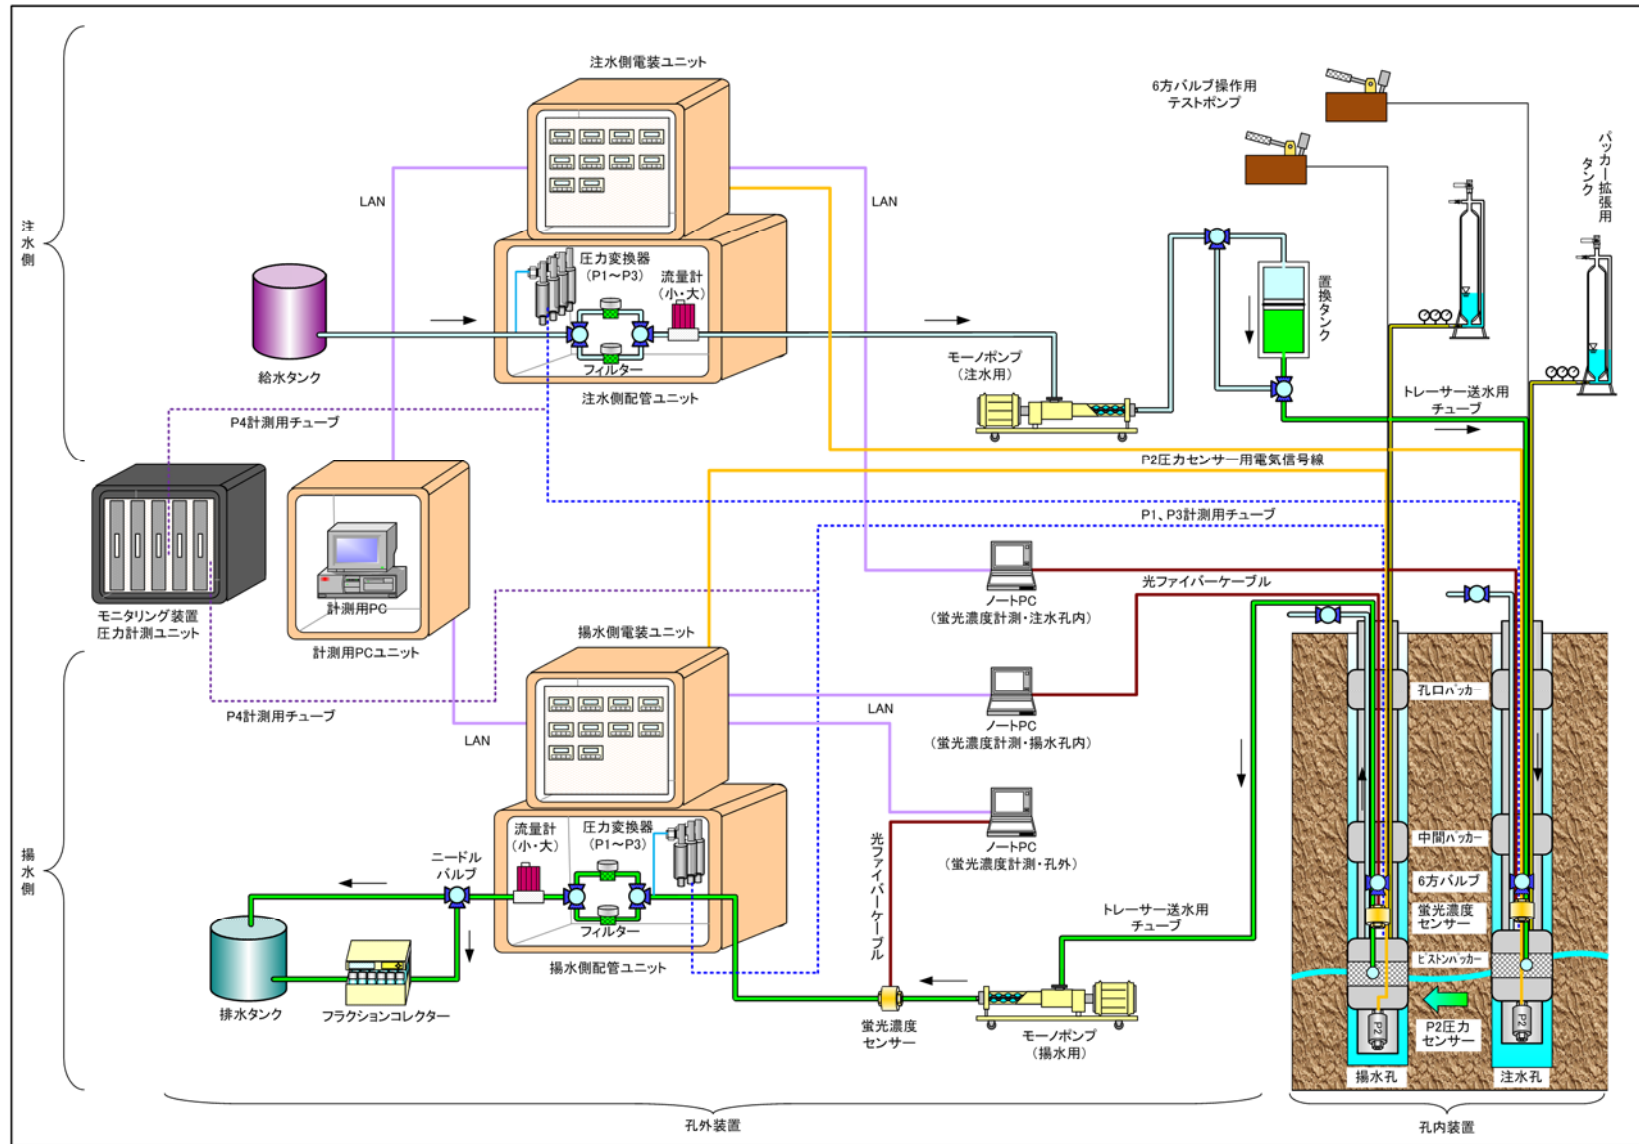 注水側電装ユニット
6方バルブ操作用
テストポンプ
パッカー拡張用
タンク
LAN
LAN
注水側
圧力変換器
(P1～P3)
流量計
(小・大)
置換タンク
フィルター
給水タンク
モーノポンプ
(注水用)
注水側配管ユニット
トレーサー送水用
チューブ
P4計測用チューブ
P2圧力センサー用電気信号線
P1、P3計測用チューブ
計測用PC
モニタリング装置
圧力計測ユニット
計測用PCユニット
ノートPC
(蛍光濃度計測・注水孔内)
光ファイバーケーブル
揚水側電装ユニット
孔口パッカー
P4計測用チューブ
LAN
LAN
ノートPC
(蛍光濃度計測・揚水孔内)
揚水側
流量計
(小・大)
圧力変換器
(P1～P3)
ニードル
バルブ
フィルター
ノートPC
(蛍光濃度計測・孔外)
光ファイバーケーブル
中間パッカー
6方バルブ
蛍光濃度
センサー
トレーサー送水用
チューブ
ピストンパッカー
揚水側配管ユニット
排水タンク
フラクションコレクター
蛍光濃度
センサー
モーノポンプ
(揚水用)
P2
P2圧力
センサー
P2
揚水孔
注水孔
孔外装置
孔内装置